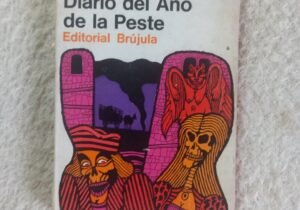 Diario del Año
de la Peste
Editorial Brújula